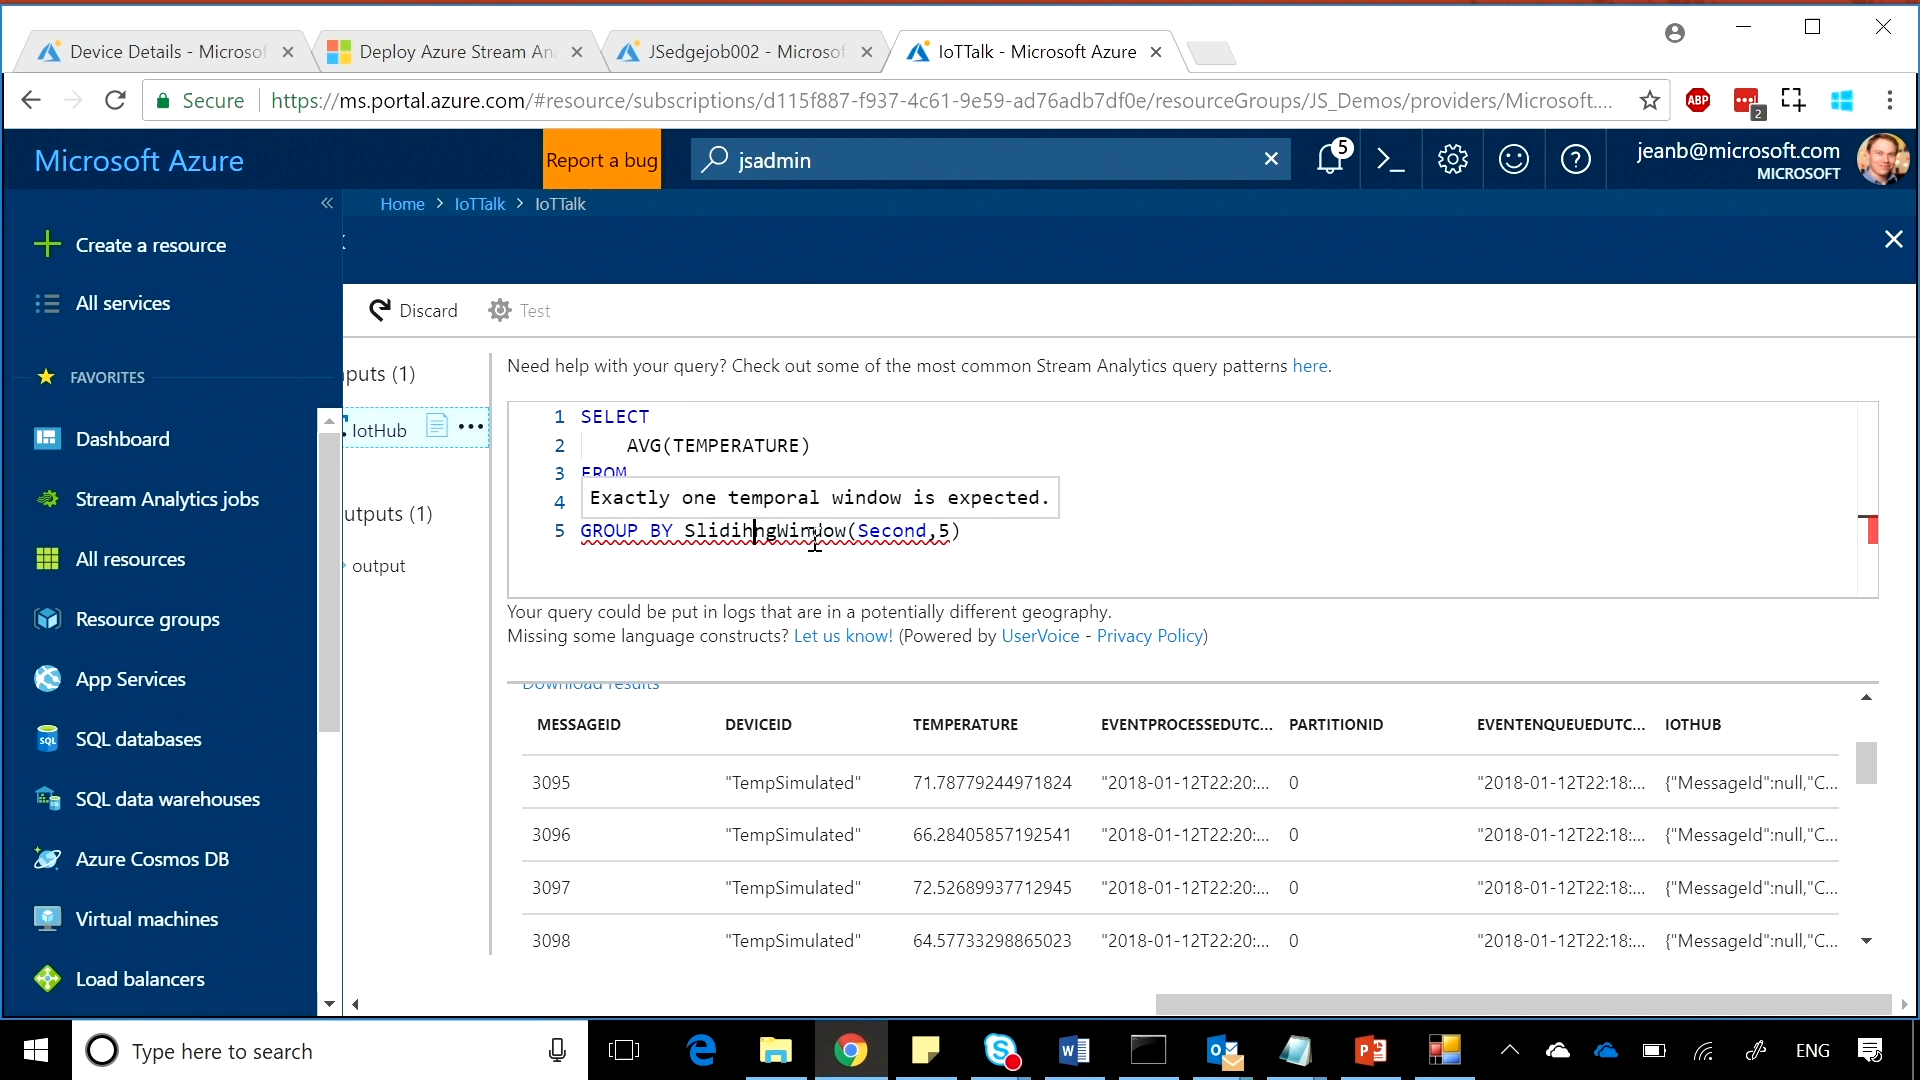 Device Details - Microsof
Deploy Azure Stream An
JSedgejob002 - Microsof
IoTTalk - Microsoft Azure
Secure
https://ms.portal.azure.com/#resource/subscriptions/d115f887-f937-4c61-9e59-ad76adb7df0e/resourceGroups/JS_Demos/providers/Microsoft....
ABP
2
Microsoft Azure
Report a bug
jsadmin
5
jeanb@microsoft.com
MICROSOFT
Home > IoTTalk > IoTTalk
Create a resource
All services
FAVORITES
Dashboard
Stream Analytics jobs
All resources
Resource groups
App Services
SQL
SQL databases
SQL data warehouses
Azure Cosmos DB
Virtual machines
Load balancers
Discard
Test
nputs (1)
IotHub
utputs (1)
output
Need help with your query? Check out some of the most common Stream Analytics query patterns here.
1 SELECT
2 AVG(TEMPERATURE)
3 FROM
4
Exactly one temporal window is expected.
5 GROUP BY SlidihngWindow(Second,5)
Your query could be put in logs that are in a potentially different geography.
Missing some language constructs? Let us know! (Powered by UserVoice - Privacy Policy)
Download results
MESSAGEID DEVICEID TEMPERATURE EVENTPROCESSEDUTC... PARTITIONID EVENTENQUEUEDUTC... IOTHUB
3095 "TempSimulated" 71.78779244971824 "2018-01-12T22:20:... 0 "2018-01-12T22:18:... {"MessageId":null,"C...
3096 "TempSimulated" 66.28405857192541 "2018-01-12T22:20:... 0 "2018-01-12T22:18:... {"MessageId":null,"C...
3097 "TempSimulated" 72.52689937712945 "2018-01-12T22:20:... 0 "2018-01-12T22:18:... {"MessageId":null,"C...
3098 "TempSimulated" 64.57733298865023 "2018-01-12T22:20:... 0 "2018-01-12T22:18:... {"MessageId":null,"C...
Type here to search
ENG